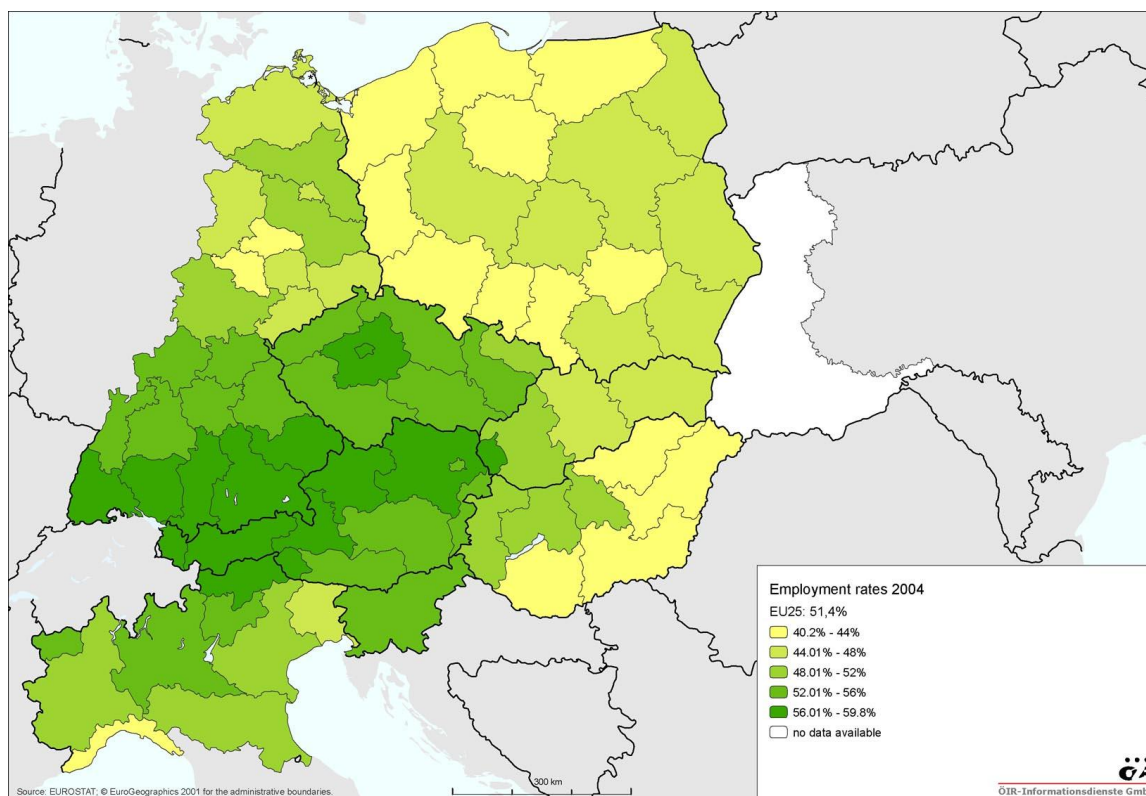 Employment rates 2004
EU25: 51,4%
40.2% - 44%
44.01% - 48%
48.01% - 52%
52.01% - 56%
56.01% - 59.8%
no data available
300 km
Source: EUROSTAT; © EuroGeographics 2001 for the administrative boundaries.
ÖIR-Informationsdienste Gmb